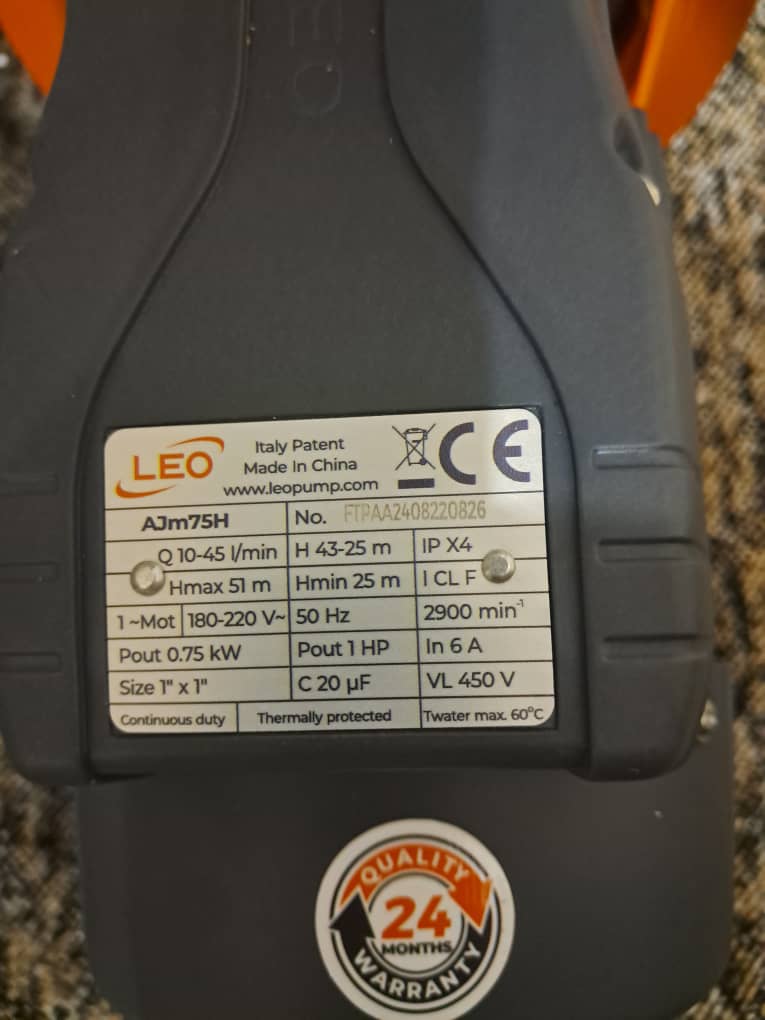 LEO
Italy Patent
Made In China
www.leopump.com
AJm75H No. FTPAA2408220826
Q 10-45 l/min H 43-25 m IP X4
Hmax 51 m Hmin 25 m I CL F
1 ~Mot 180-220 V~ 50 Hz 2900 min⁻¹
Pout 0.75 kW Pout 1 HP In 6 A
Size 1" x 1" C 20 µF VL 450 V
Continuous duty Thermally protected Twater max. 60°C
QUALITY
24
MONTHS
WARRANTY